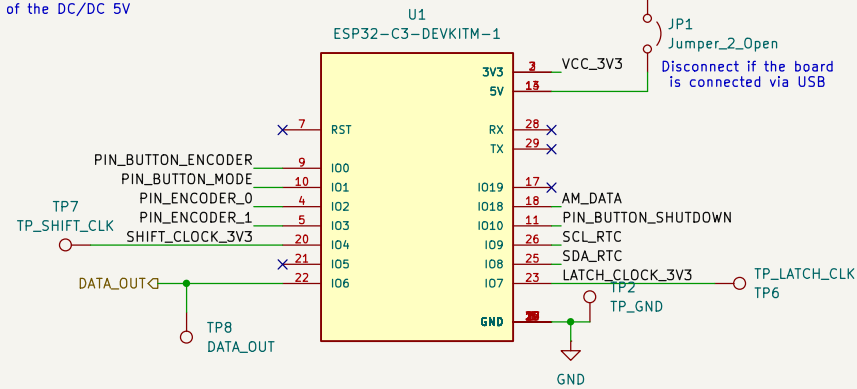 of the DC/DC 5V
U1
ESP32-C3-DEVKITM-1
JP1
Jumper_2_Open
Disconnect if the board
is connected via USB
3V3
VCC_3V3
5V
7
RST
RX
28
TX
29
PIN_BUTTON_ENCODER
9
IO0
PIN_BUTTON_MODE
10
IO1
IO19
17
PIN_ENCODER_0
4
IO2
IO18
18
AM_DATA
PIN_ENCODER_1
5
IO3
IO10
11
PIN_BUTTON_SHUTDOWN
TP7
TP_SHIFT_CLK
SHIFT_CLOCK_3V3
20
IO4
IO9
26
SCL_RTC
21
IO5
IO8
25
SDA_RTC
DATA_OUT
22
IO6
IO7
23
LATCH_CLOCK_3V3
TP_LATCH_CLK
TP6
TP2
TP_GND
GND
TP8
DATA_OUT
GND